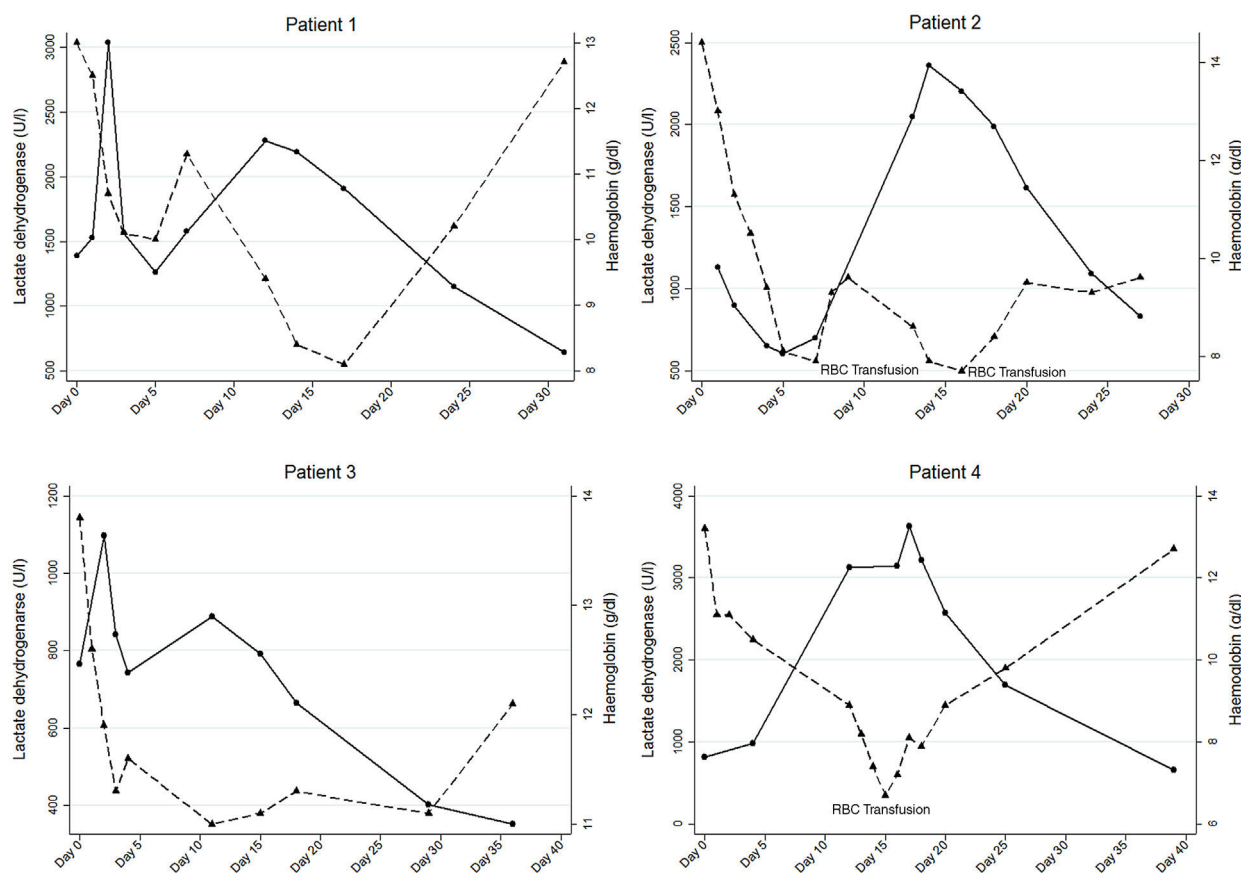 Patient 1
Lactate dehydrogenase (U/l)
3000
2500
2000
1500
1000
500
13
12
11
10
9
8
Haemoglobin (g/dl)
Day 0
Day 5
Day 10
Day 15
Day 20
Day 25
Day 30
Patient 2
Lactate dehydrogenase (U/l)
2500
2000
1500
1000
500
14
12
10
8
Haemoglobin (g/dl)
RBC Transfusion
RBC Transfusion
Day 0
Day 5
Day 10
Day 15
Day 20
Day 25
Day 30
Patient 3
Lactate dehydrogenarse (U/l)
1200
1000
800
600
400
14
13
12
11
Haemoglobin (g/dl)
Day 0
Day 5
Day 10
Day 15
Day 20
Day 25
Day 30
Day 35
Day 40
Patient 4
Lactate dehydrogenase (U/l)
4000
3000
2000
1000
0
14
12
10
8
6
Haemoglobin (g/dl)
RBC Transfusion
Day 0
Day 5
Day 10
Day 15
Day 20
Day 25
Day 30
Day 35
Day 40